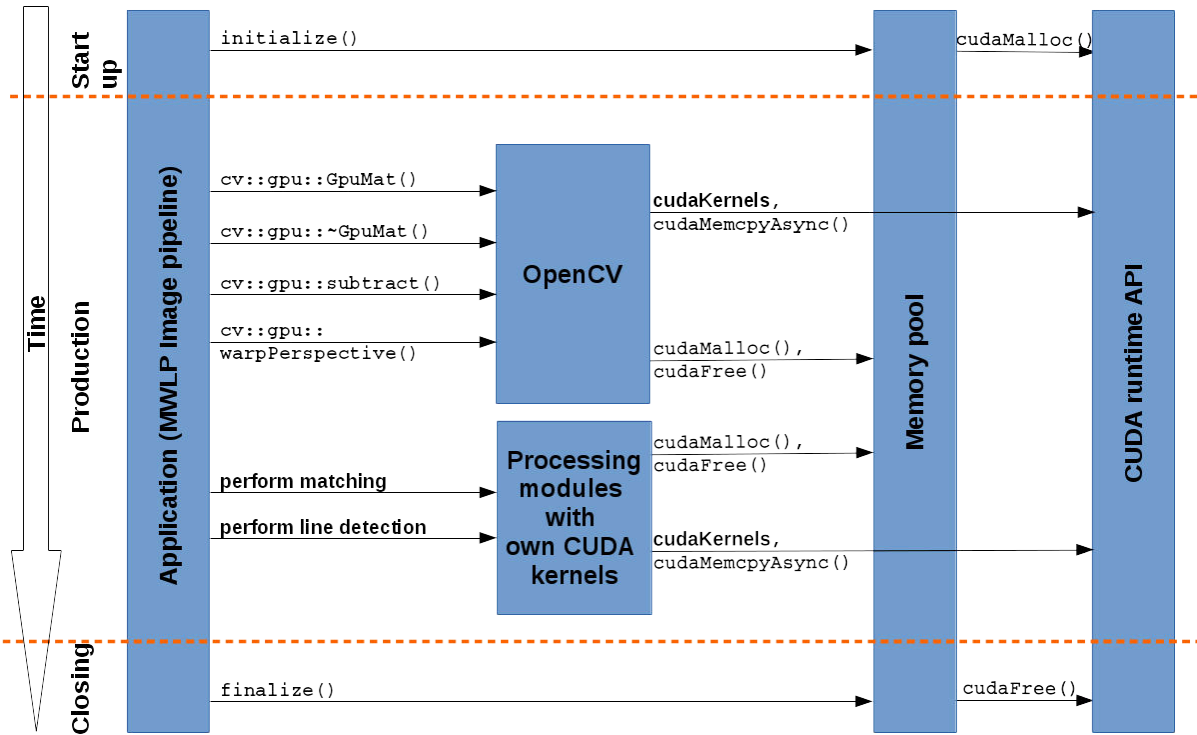 Start
up
initialize()
cudaMalloc()
Time
Production
Application (MWLP Image pipeline)
cv::gpu::GpuMat()
cv::gpu::~GpuMat()
cv::gpu::subtract()
cv::gpu::
warpPerspective()
OpenCV
cudaKernels,
cudaMemcpyAsync()
cudaMalloc(),
cudaFree()
perform matching
perform line detection
Processing
modules
with
own CUDA
kernels
cudaMalloc(),
cudaFree()
cudaKernels,
cudaMemcpyAsync()
Memory pool
CUDA runtime API
Closing
finalize()
cudaFree()